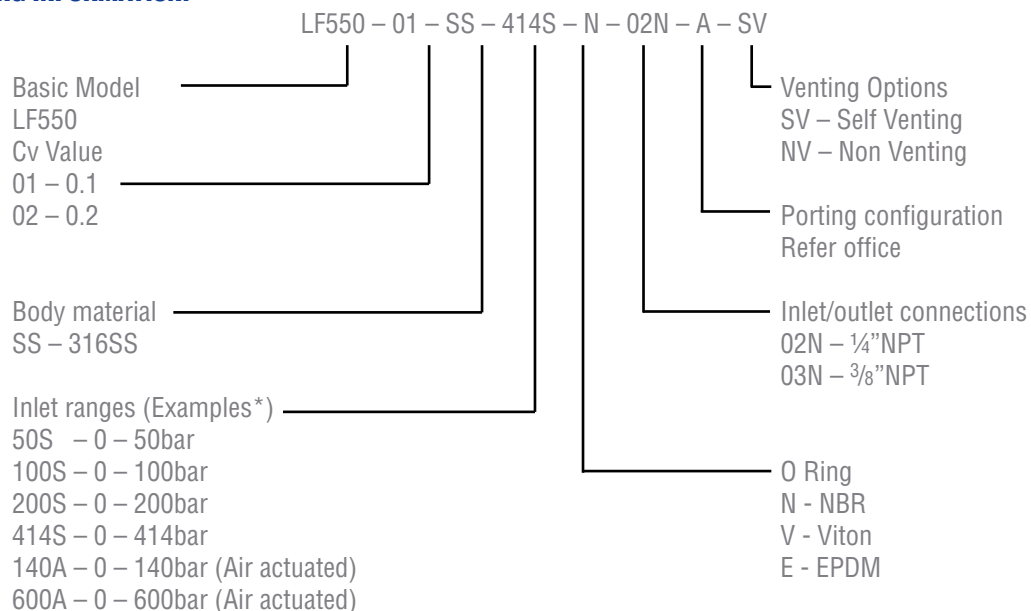 LF550 – 01 – SS – 414S – N – 02N – A – SV
Basic Model
LF550
Cv Value
01 – 0.1
02 – 0.2
Body material
SS – 316SS
Inlet ranges (Examples*)
50S – 0 – 50bar
100S – 0 – 100bar
200S – 0 – 200bar
414S – 0 – 414bar
140A – 0 – 140bar (Air actuated)
600A – 0 – 600bar (Air actuated)
Venting Options
SV – Self Venting
NV – Non Venting
Porting configuration
Refer office
Inlet/outlet connections
02N – ¼”NPT
03N – 3/8”NPT
O Ring
N - NBR
V - Viton
E - EPDM